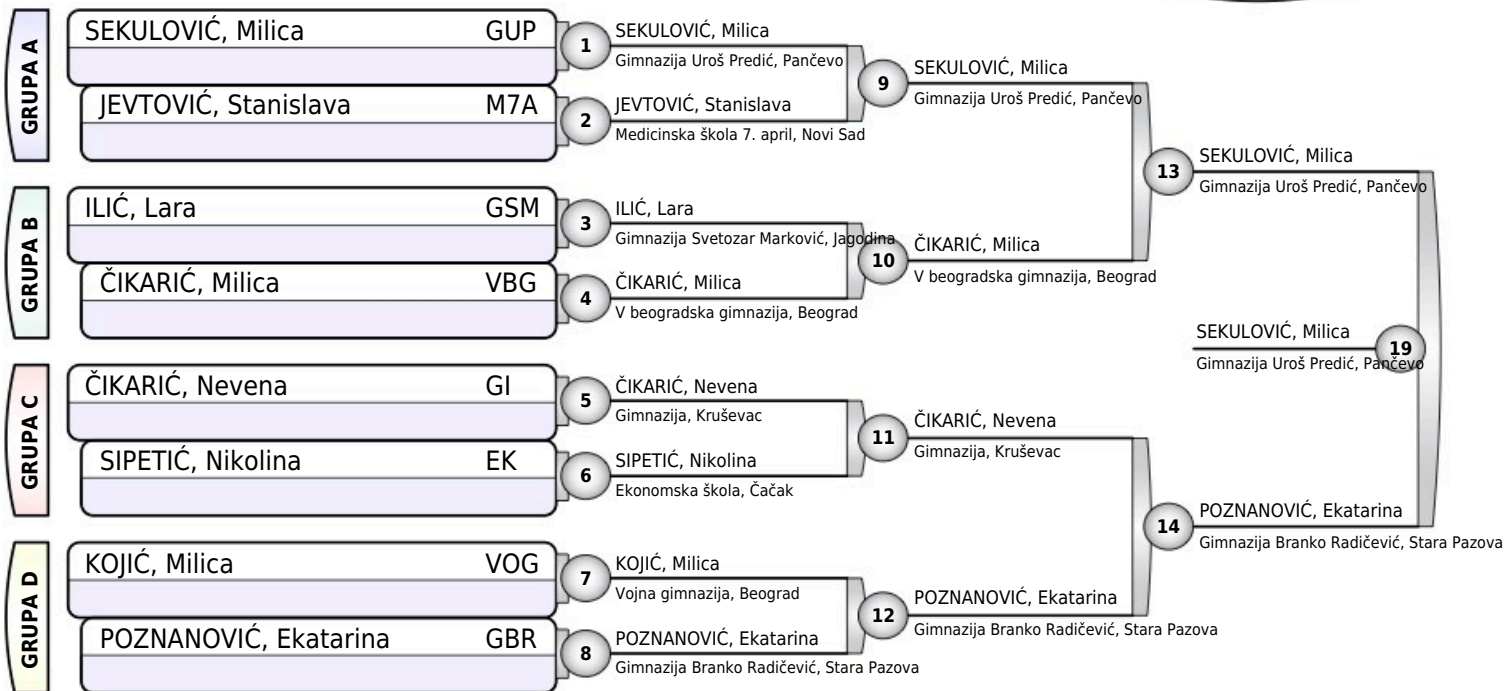 GRUPA A
SEKULOVIĆ, Milica GUP
JEVTOVIĆ, Stanislava M7A
GRUPA B
ILIĆ, Lara GSM
ČIKARIĆ, Milica VBG
GRUPA C
ČIKARIĆ, Nevena GI
SIPETIĆ, Nikolina EK
GRUPA D
KOJIĆ, Milica VOG
POZNANOVIĆ, Ekatarina GBR
1
SEKULOVIĆ, Milica
Gimnazija Uroš Predić, Pančevo
2
JEVTOVIĆ, Stanislava
Medicinska škola 7. april, Novi Sad
3
ILIĆ, Lara
Gimnazija Svetozar Marković, Jagodina
4
ČIKARIĆ, Milica
V beogradska gimnazija, Beograd
5
ČIKARIĆ, Nevena
Gimnazija, Kruševac
6
SIPETIĆ, Nikolina
Ekonomska škola, Čačak
7
KOJIĆ, Milica
Vojna gimnazija, Beograd
8
POZNANOVIĆ, Ekatarina
Gimnazija Branko Radičević, Stara Pazova
9
SEKULOVIĆ, Milica
Gimnazija Uroš Predić, Pančevo
10
ČIKARIĆ, Milica
V beogradska gimnazija, Beograd
11
ČIKARIĆ, Nevena
Gimnazija, Kruševac
12
POZNANOVIĆ, Ekatarina
Gimnazija Branko Radičević, Stara Pazova
13
SEKULOVIĆ, Milica
Gimnazija Uroš Predić, Pančevo
14
POZNANOVIĆ, Ekatarina
Gimnazija Branko Radičević, Stara Pazova
SEKULOVIĆ, Milica
19
Gimnazija Uroš Predić, Pančevo